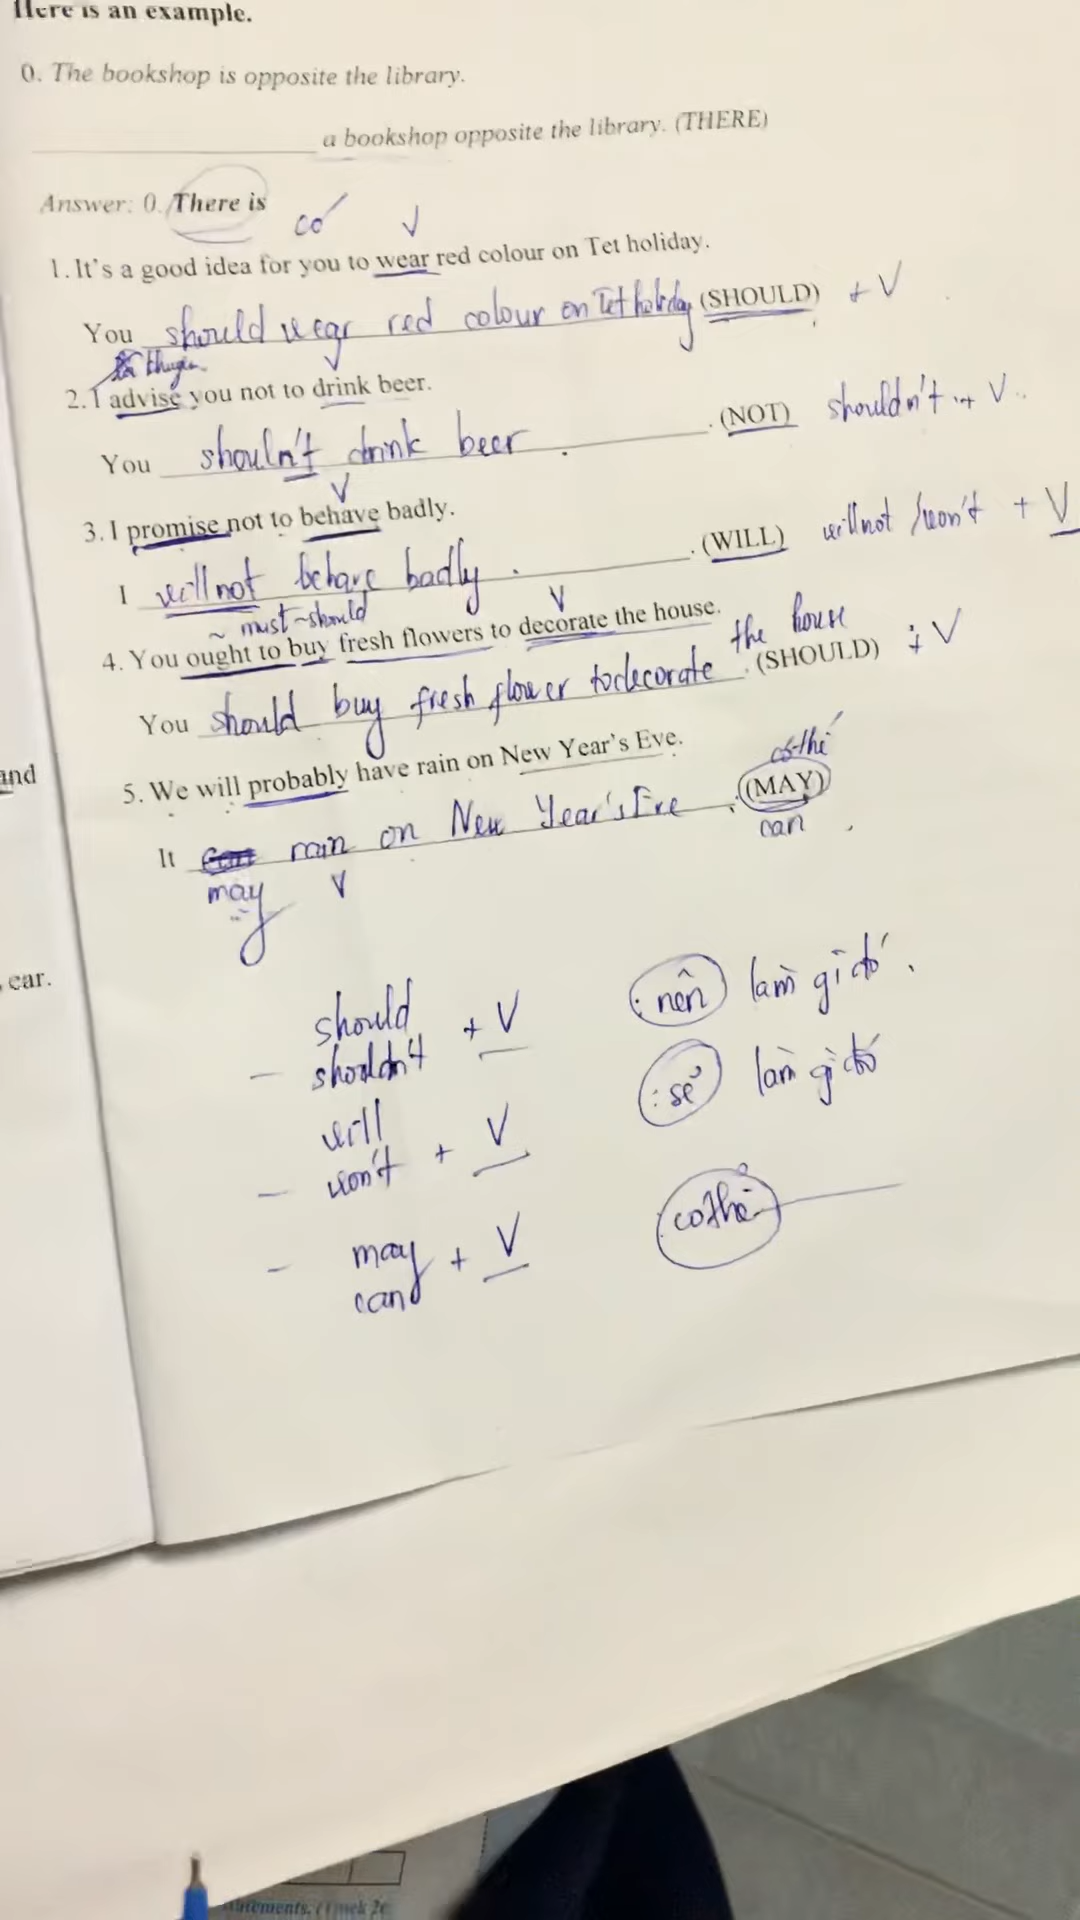 Here is an example.
0. The bookshop is opposite the library.
a bookshop opposite the library. (THERE)
Answer: 0. There is
có V
1. It's a good idea for you to wear red colour on Tet holiday.
You should wear red colour on Tet holiday (SHOULD) + V
khuyên V
2. I advise you not to drink beer.
You shouln't drink beer . (NOT) shouldn't + V
V
3. I promise not to behave badly.
I will not behave badly . (WILL) will not / won't + V
~ must ~ should V
4. You ought to buy fresh flowers to decorate the house.
You should buy fresh flower to decorate the house . (SHOULD) + V
5. We will probably have rain on New Year's Eve.
có thể
It may rain on New Year's Eve . (MAY)
V can
and
ear.
should
- shouldn't + V : nên làm gì đó.
will
- won't + V : sẽ làm gì đó
- may + V : có thể
can